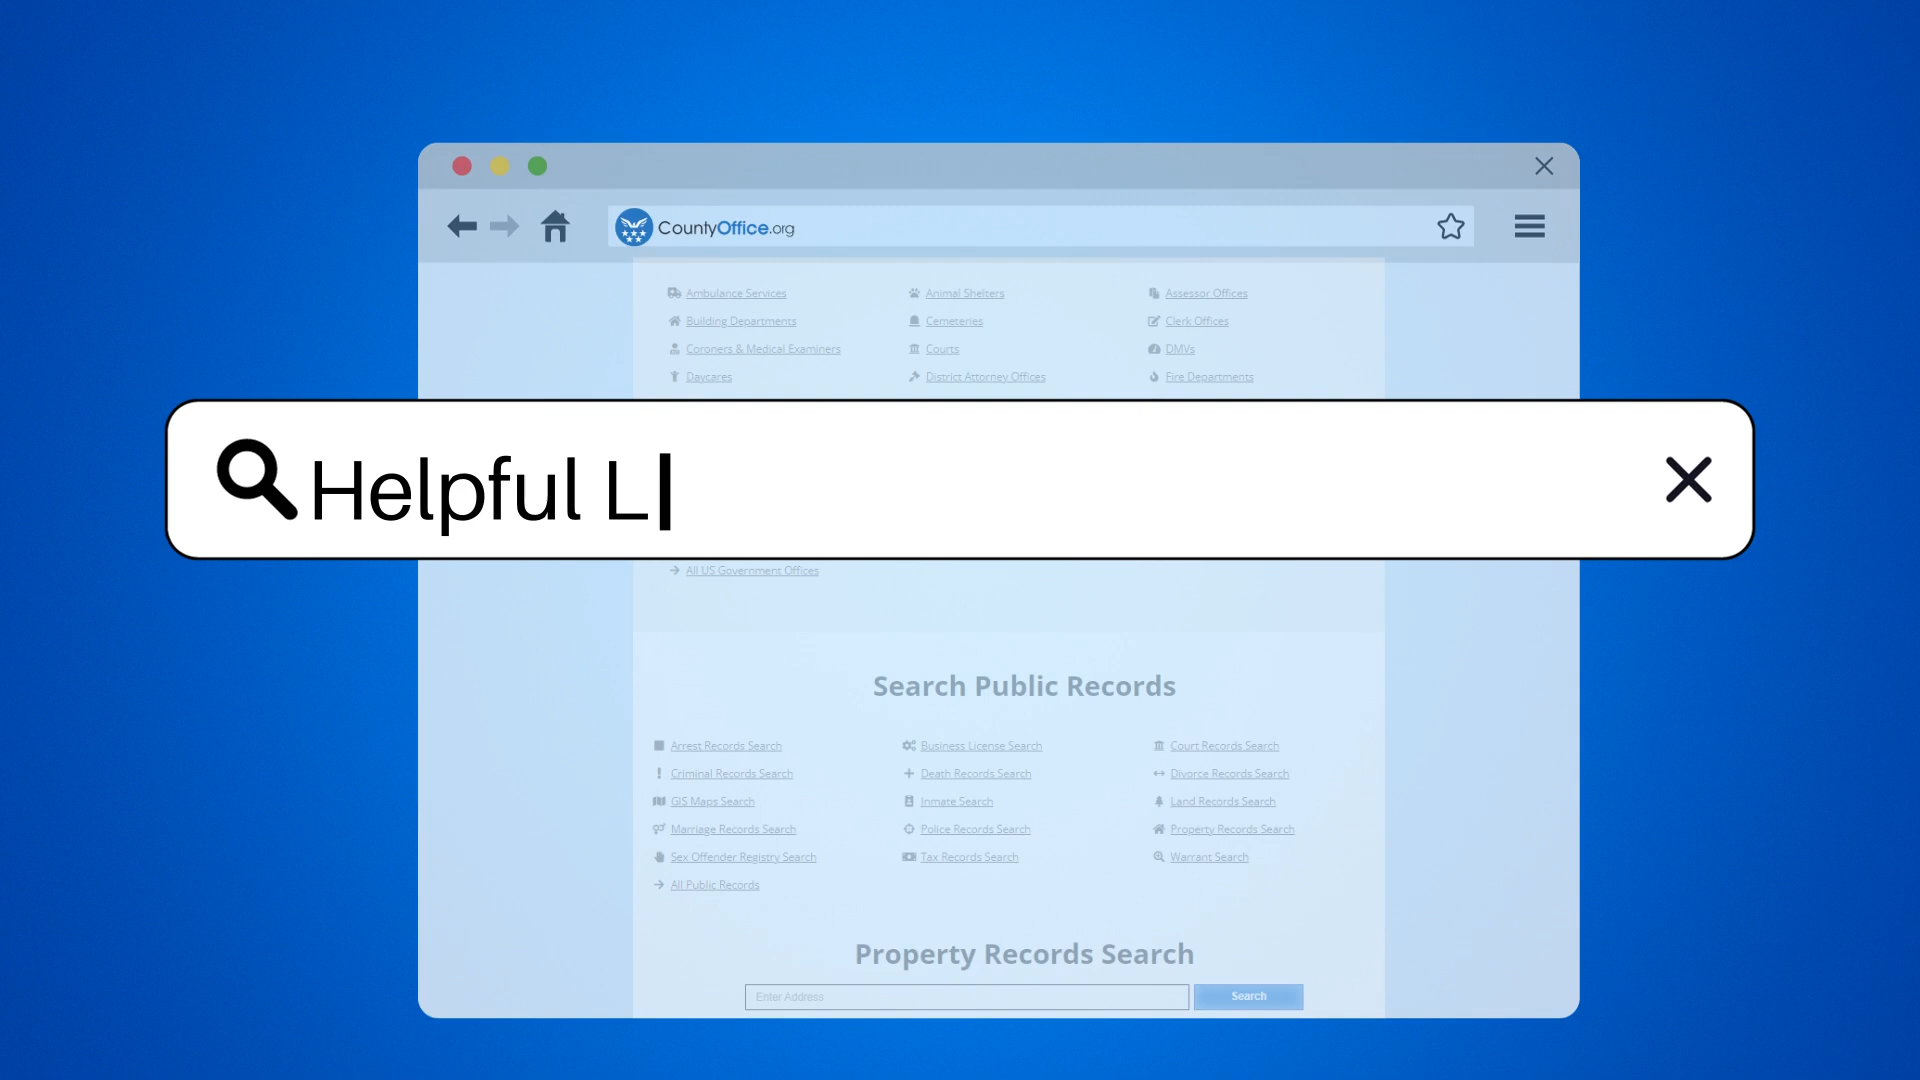 CountyOffice.org
Ambulance Services Animal Shelters Assessor Offices
Building Departments Cemeteries Clerk Offices
Coroners & Medical Examiners Courts DMVs
Daycares District Attorney Offices Fire Departments
Helpful L
All US Government Offices
Search Public Records
Arrest Records Search Business License Search Court Records Search
Criminal Records Search Death Records Search Divorce Records Search
GIS Maps Search Inmate Search Land Records Search
Marriage Records Search Police Records Search Property Records Search
Sex Offender Registry Search Tax Records Search Warrant Search
All Public Records
Property Records Search
Enter Address Search